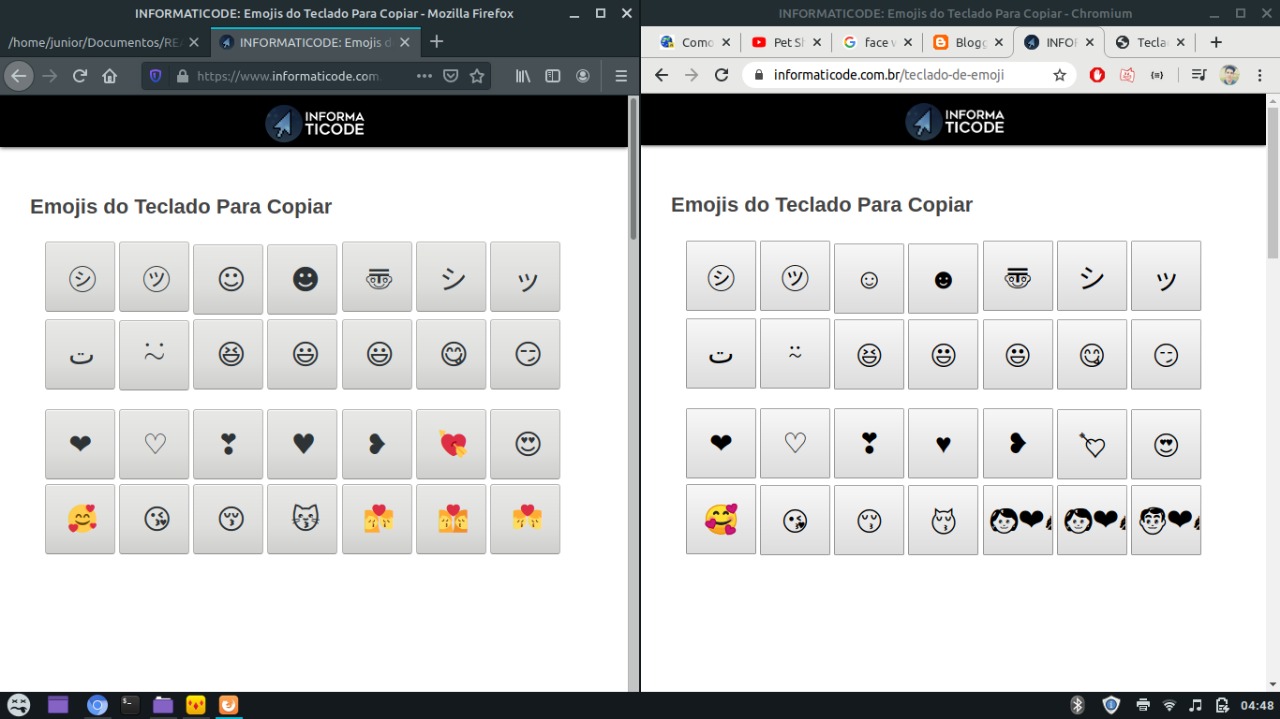 INFORMATICODE: Emojis do Teclado Para Copiar - Mozilla Firefox
/home/junior/Documentos/REA
INFORMATICODE: Emojis d
https://www.informaticode.com
INFORMA
TICODE
Emojis do Teclado Para Copiar
㋛ ㋡ ☺ ☻ 〠 シ ッ
ت ⍨ 😆 😃 😃 😋 😏
❤ ♡ ❣ ♥ ❥ 💘 😍
🥰 😘 😚 😽 💏 👩‍❤️‍💋‍👩 👨‍❤️‍💋‍👨
INFORMATICODE: Emojis do Teclado Para Copiar - Chromium
Como
Pet Sh
face w
Blogg
INFOR
Tecla
informaticode.com.br/teclado-de-emoji
INFORMA
TICODE
Emojis do Teclado Para Copiar
㋛ ㋡ ☺ ☻ 〠 シ ッ
ت ⍨ 😆 😃 😃 😋 😏
❤ ♡ ❣ ♥ ❥ 💘 😍
🥰 😘 😚 😽 👩❤ 👩❤ 👨❤
04:48